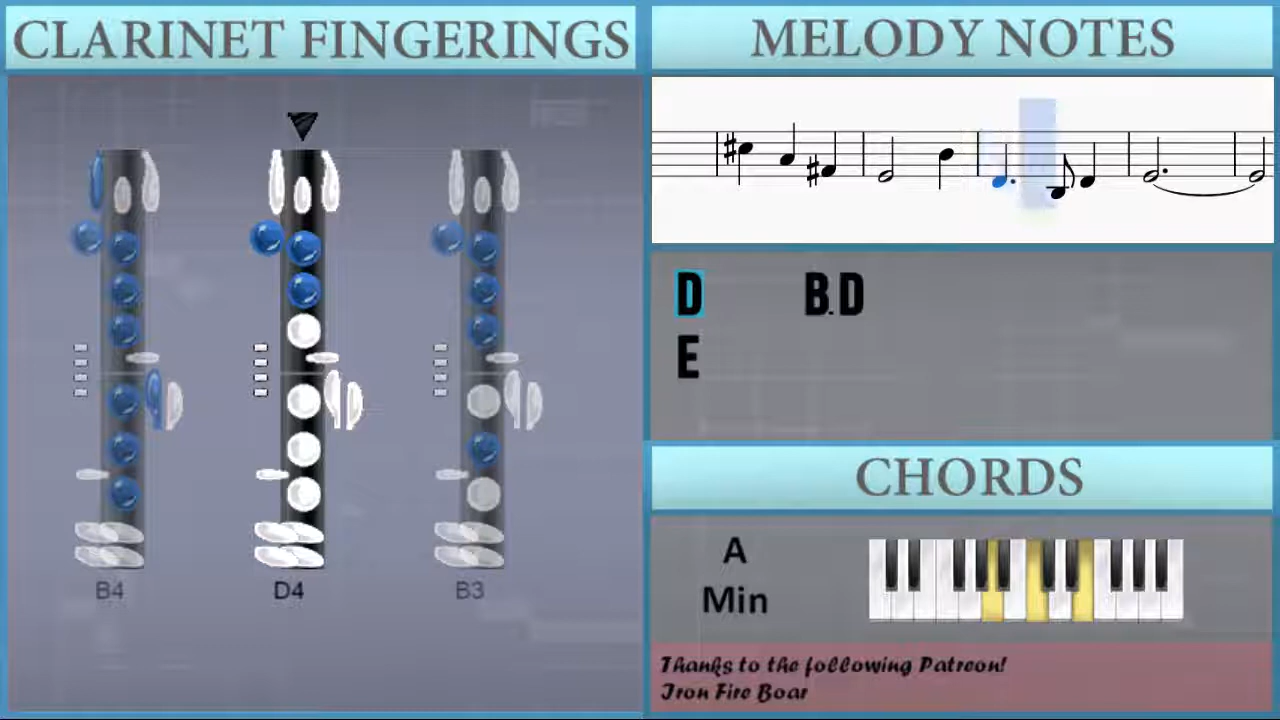 CLARINET FINGERINGS
B4
D4
B3
MELODY NOTES
D B.D
E
CHORDS
A
Min
Thanks to the following Patreon!
Iron Fire Boar